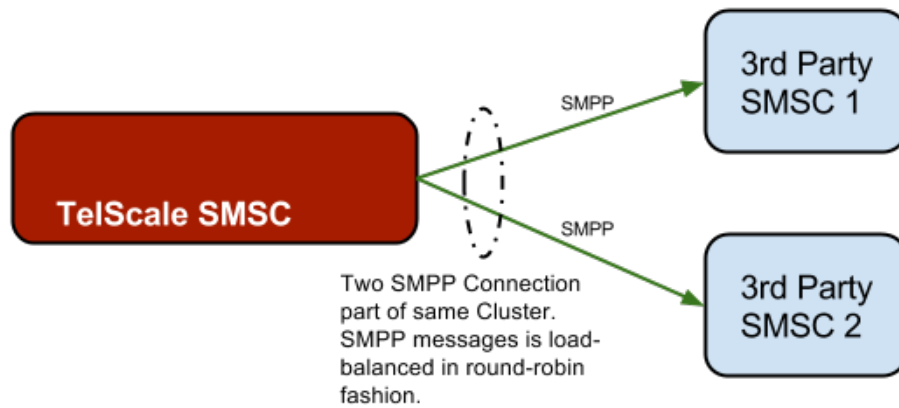 3rd Party
SMSC 1
SMPP
TelScale SMSC
SMPP
Two SMPP Connection
part of same Cluster.
SMPP messages is load-
balanced in round-robin
fashion.
3rd Party
SMSC 2